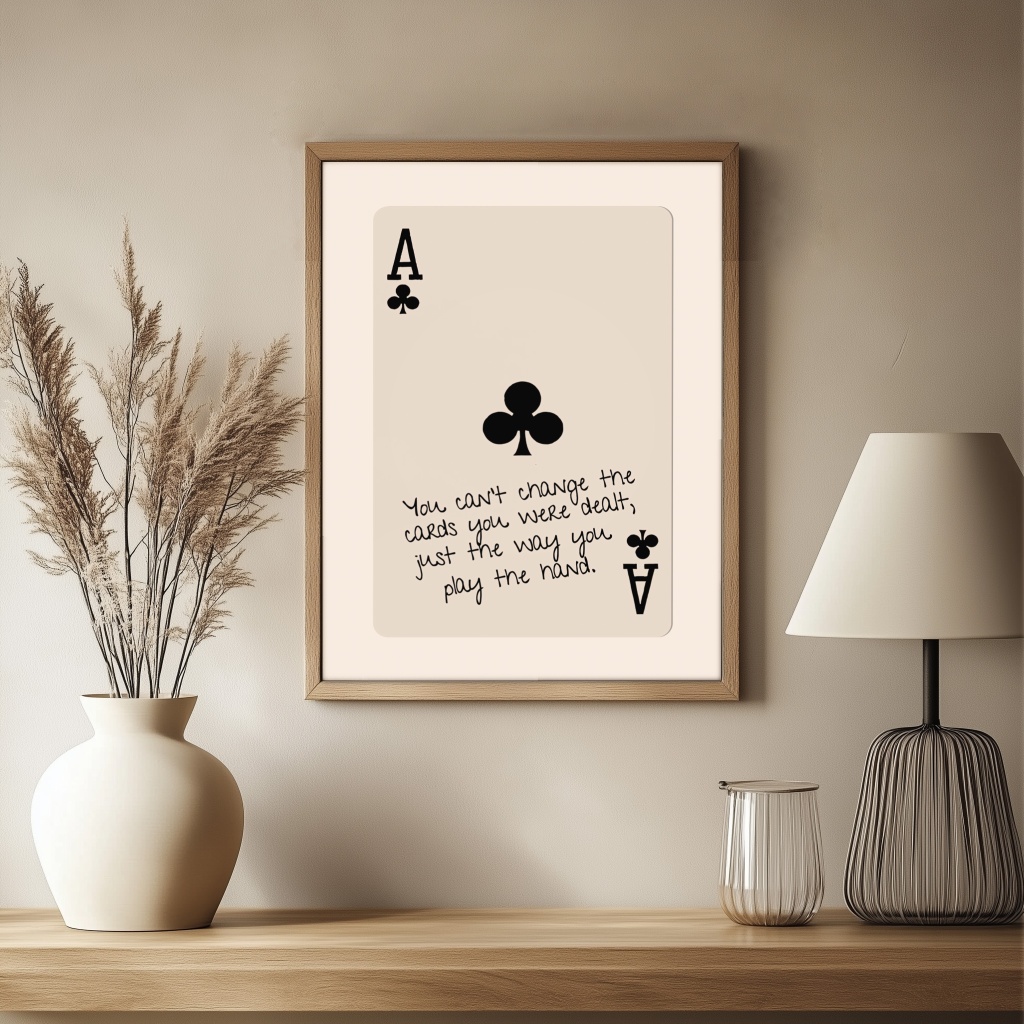 A
You can't change the
cards you were dealt,
just the way you
play the hand.
A